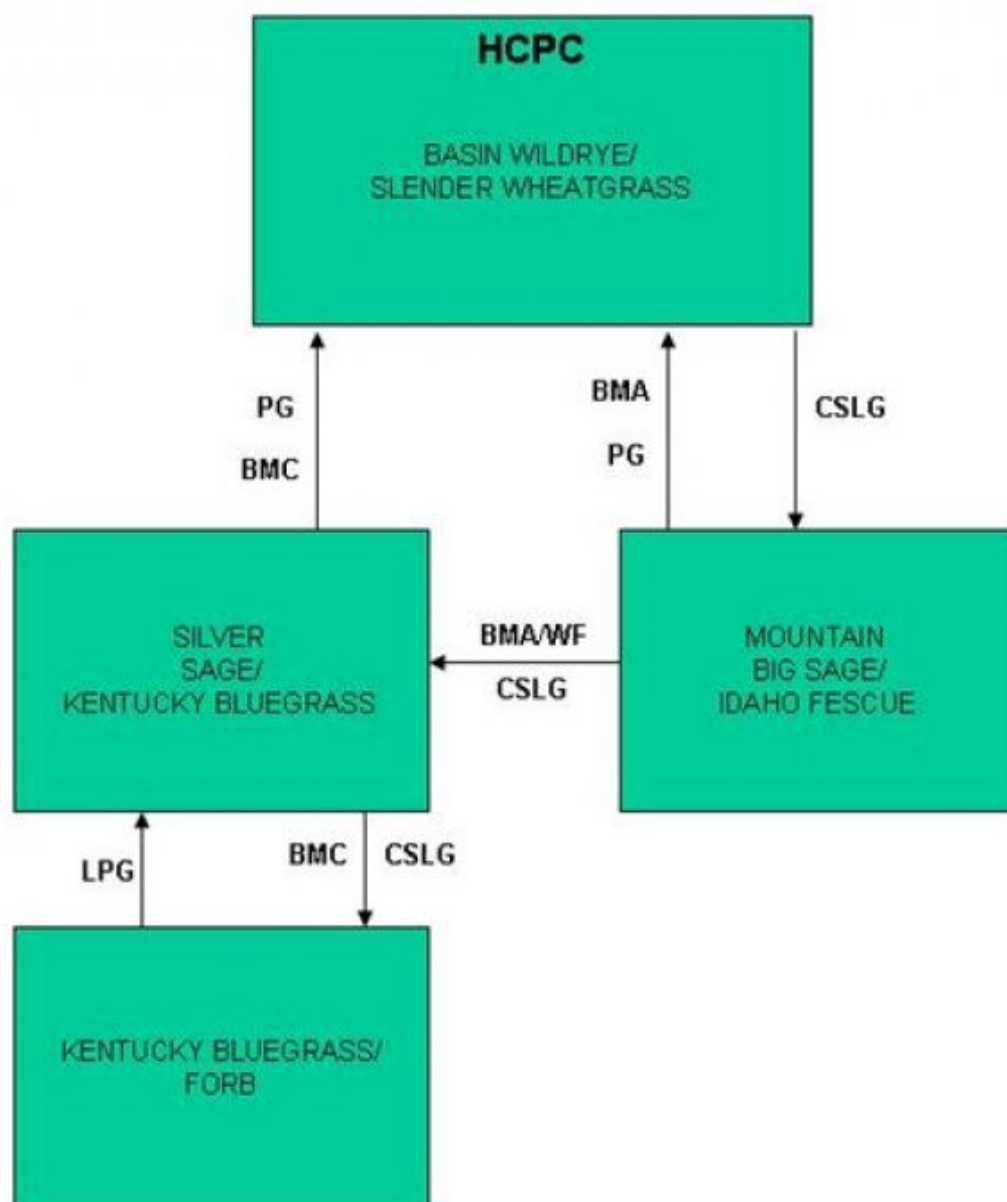 HCPC
BASIN WILDRYE/
SLENDER WHEATGRASS
PG
BMC
BMA
PG
CSLG
SILVER
SAGE/
KENTUCKY BLUEGRASS
BMA/WF
CSLG
MOUNTAIN
BIG SAGE/
IDAHO FESCUE
LPG
BMC
CSLG
KENTUCKY BLUEGRASS/
FORB